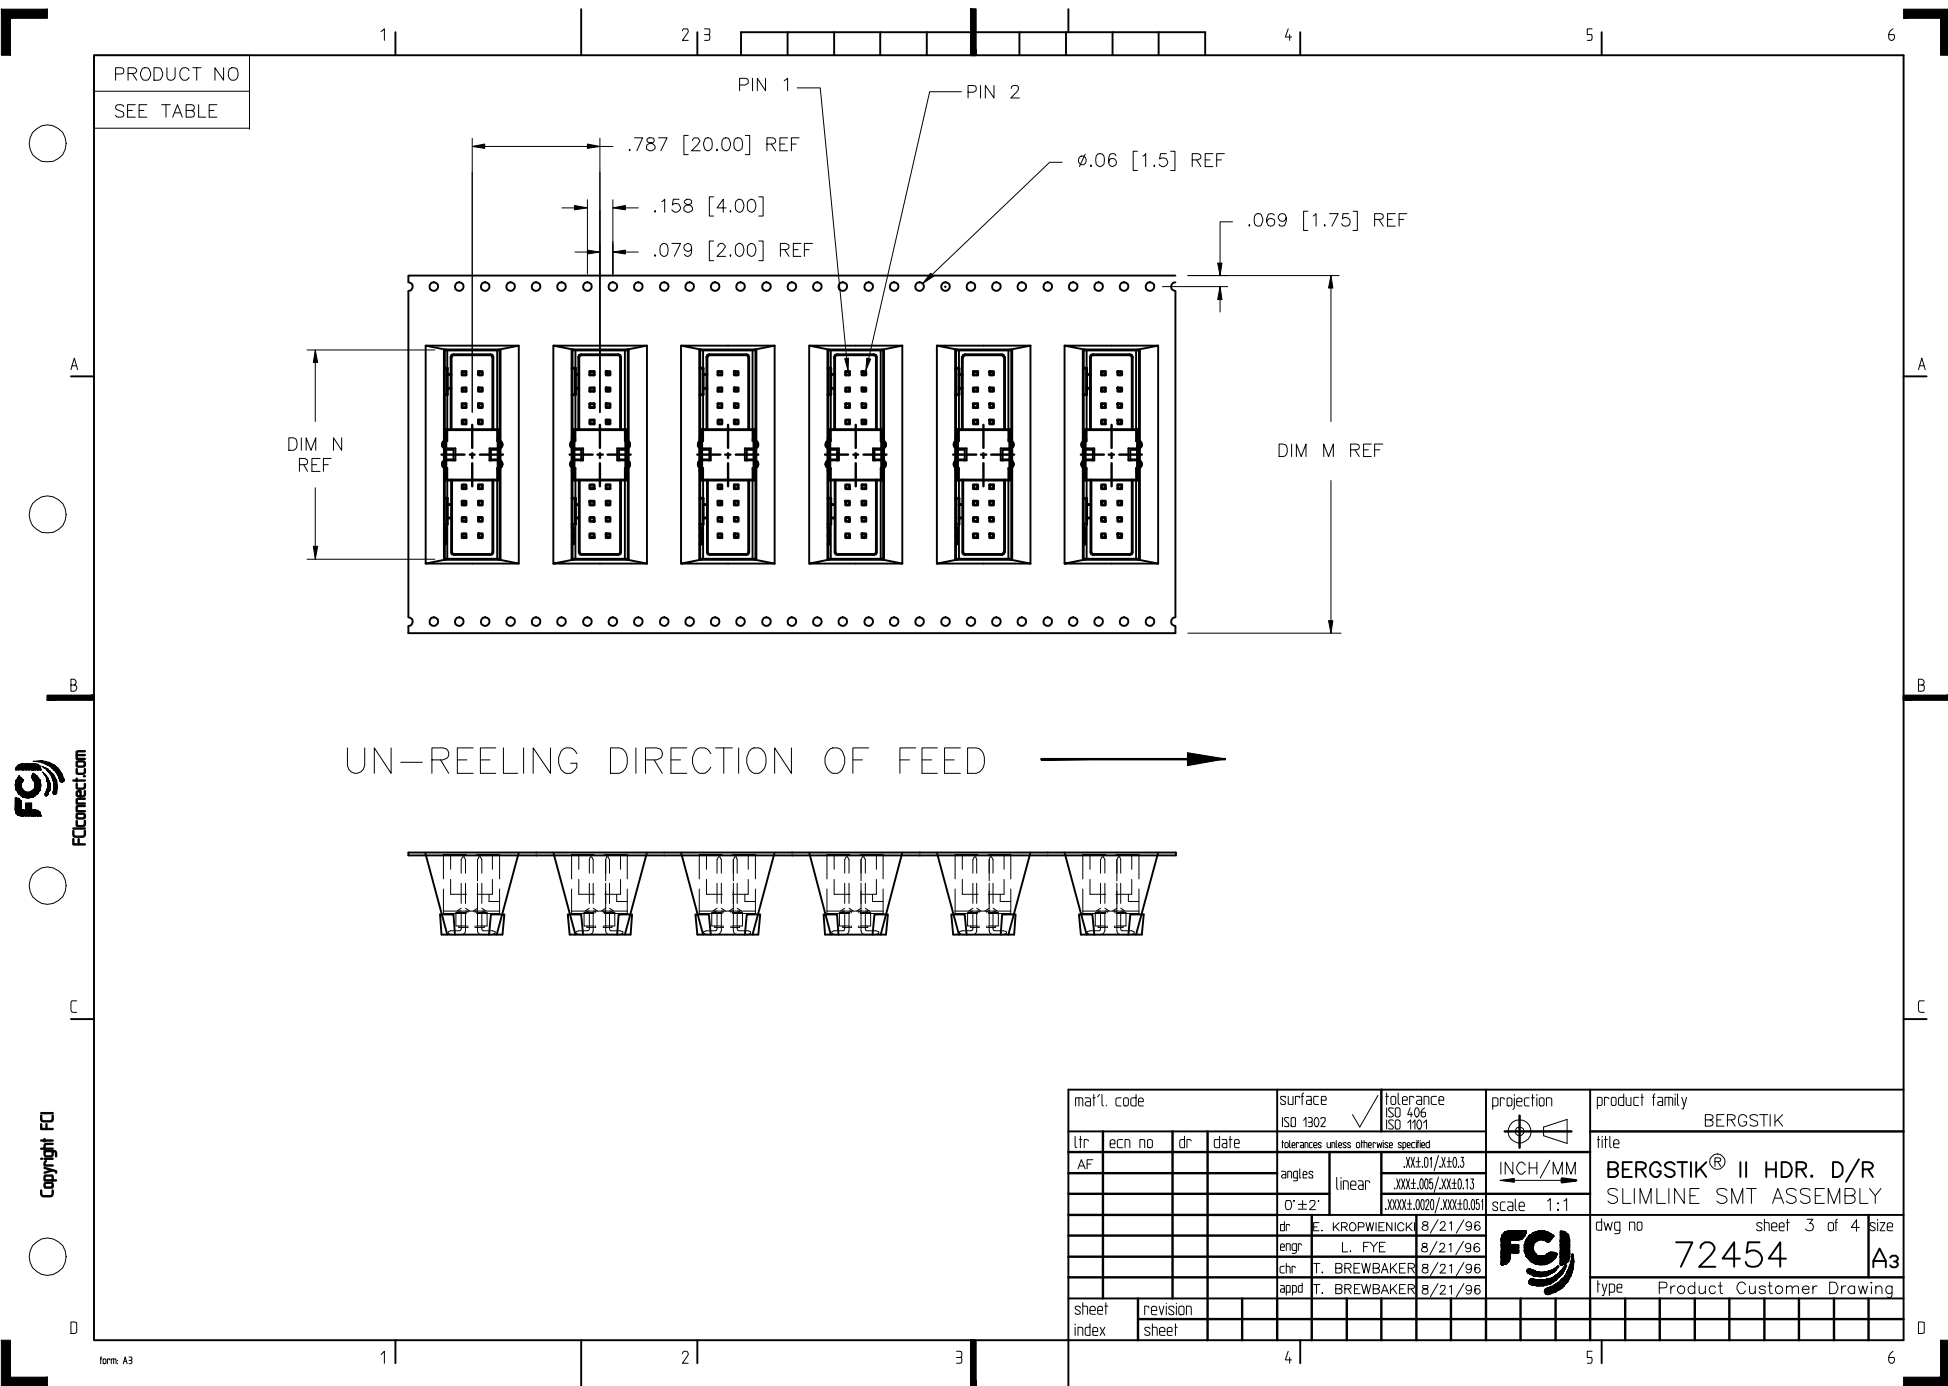 1
2
3
4
5
6
PRODUCT NO
SEE TABLE
PIN 1
PIN 2
.787 [20.00] REF
ø.06 [1.5] REF
.158 [4.00]
.069 [1.75] REF
.079 [2.00] REF
A
A
DIM N
REF
DIM M REF
B
B
UN-REELING DIRECTION OF FEED
FCI
FCIconnect.com
C
C
Copyright FCI
mat'l. code
surface
ISO 1302
tolerance
ISO 406
ISO 1101
projection
product family
BERGSTIK
ltr
ecn no
dr
date
tolerances unless otherwise specified
title
AF
angles
linear
.XX±.01/.X±0.3
INCH/MM
BERGSTIK® II HDR. D/R
.XXX±.005/.XX±0.13
SLIMLINE SMT ASSEMBLY
0°±2°
.XXXX±.0020/.XXX±0.051
scale 1:1
dr E. KROPWIENICKI 8/21/96
dwg no
sheet 3 of 4
size
engr L. FYE 8/21/96
FCI
72454
A3
chr T. BREWBAKER 8/21/96
appd T. BREWBAKER 8/21/96
type Product Customer Drawing
sheet
index
revision
sheet
D
D
form: A3
1
2
3
4
5
6